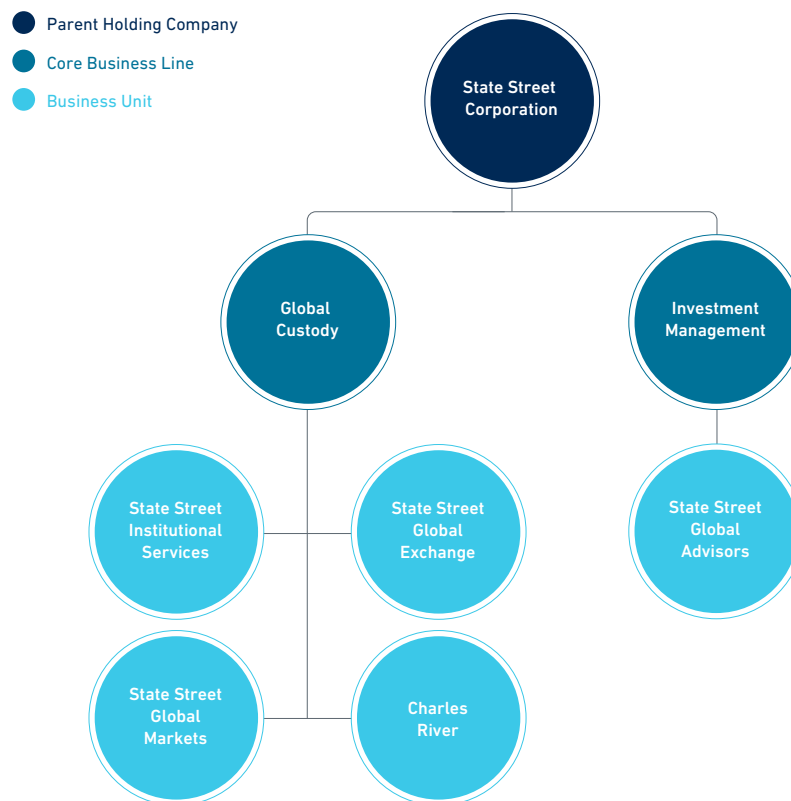 Parent Holding Company
Core Business Line
Business Unit
State Street
Corporation
Global
Custody
Investment
Management
State Street
Institutional
Services
State Street
Global
Exchange
State Street
Global
Advisors
State Street
Global
Markets
Charles
River